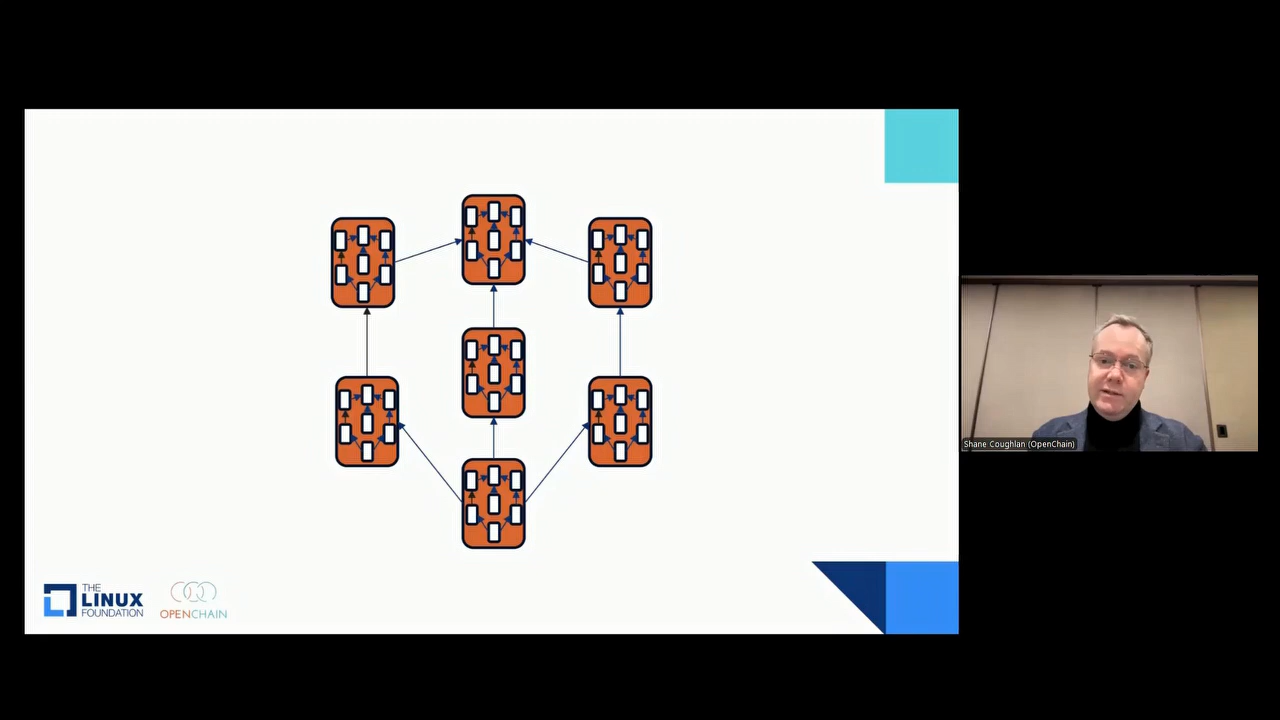 THE
LINUX
FOUNDATION
OPENCHAIN
Shane Coughlan (OpenChain)